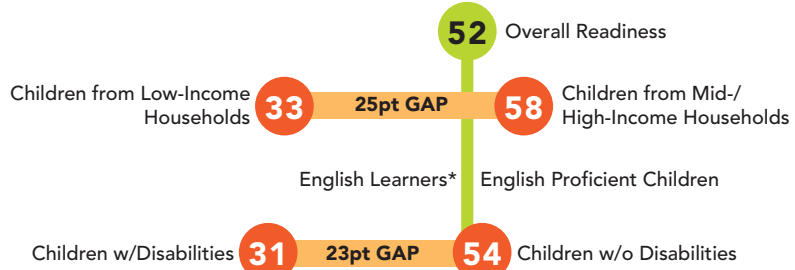 52 Overall Readiness
Children from Low-Income
Households
33
25pt GAP
58
Children from Mid-/
High-Income Households
English Learners*
English Proficient Children
Children w/Disabilities
31
23pt GAP
54
Children w/o Disabilities